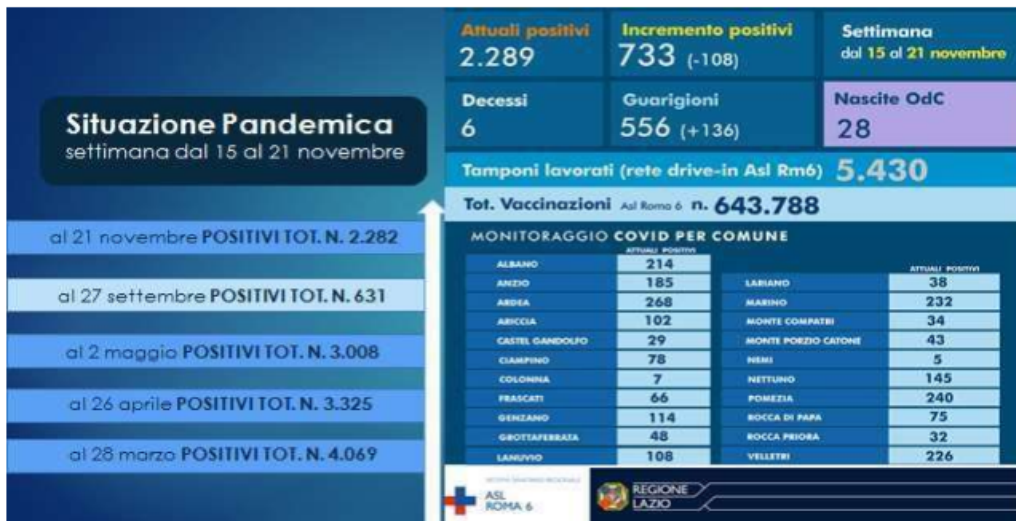 Situazione Pandemica
settimana dal 15 al 21 novembre
al 21 novembre POSITIVI TOT. N. 2.282
al 27 settembre POSITIVI TOT. N. 631
al 2 maggio POSITIVI TOT. N. 3.008
al 26 aprile POSITIVI TOT. N. 3.325
al 28 marzo POSITIVI TOT. N. 4.069
Attuali positivi
2.289
Incremento positivi
733 (-108)
Settimana
dal 15 al 21 novembre
Decessi
6
Guarigioni
556 (+136)
Nascite OdC
28
Tamponi lavorati (rete drive-in Asl Rm6) 5.430
Tot. Vaccinazioni Asl Roma 6 n. 643.788
MONITORAGGIO COVID PER COMUNE
ATTUALI POSITIVI
ALBANO 214
ANZIO 185
ARDEA 268
ARICCIA 102
CASTEL GANDOLFO 29
CIAMPINO 78
COLONNA 7
FRASCATI 66
GENZANO 114
GROTTAFERRATA 48
LANUVIO 108
ATTUALI POSITIVI
LARIANO 38
MARINO 232
MONTE COMPATRI 34
MONTE PORZIO CATONE 43
NEMI 5
NETTUNO 145
POMEZIA 240
ROCCA DI PAPA 75
ROCCA PRIORA 32
VELLETRI 226
SISTEMA SANITARIO REGIONALE
ASL
ROMA 6
REGIONE
LAZIO